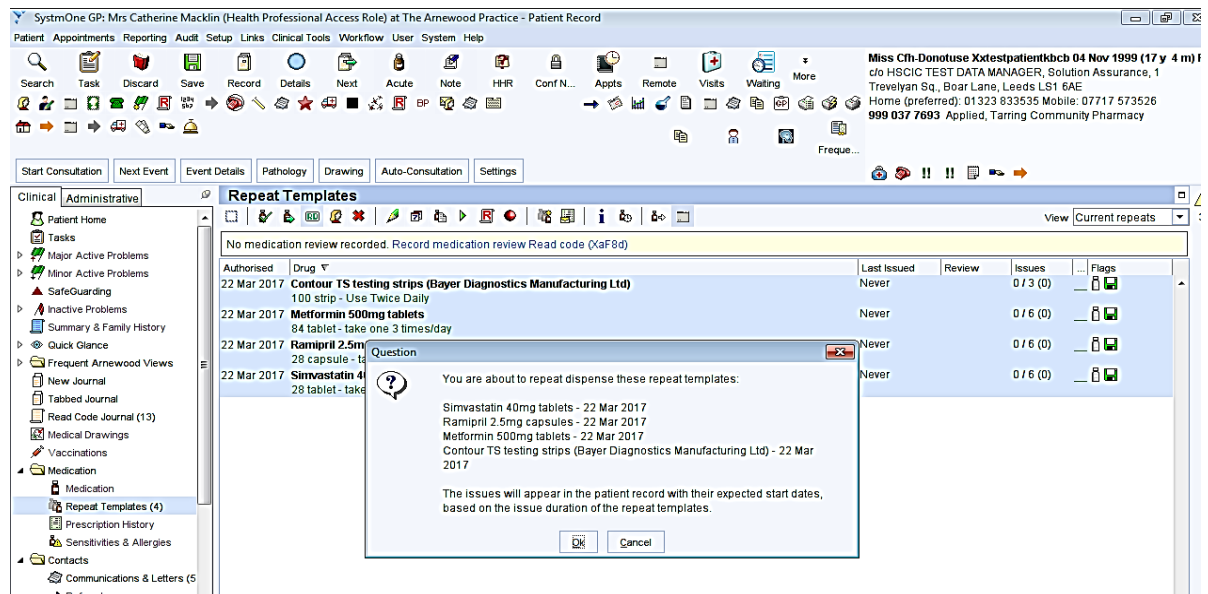 SystmOne GP: Mrs Catherine Macklin (Health Professional Access Role) at The Arnewood Practice - Patient Record
Patient Appointments Reporting Audit Setup Links Clinical Tools Workflow User System Help
Search Task Discard Save Record Details Next Acute Note HHR Conf N... Appts Remote Visits Waiting More
BP
GP
Freque...
Miss Cfh-Donotuse Xxtestpatientkbcb 04 Nov 1999 (17 y 4 m) F
c/o HSCIC TEST DATA MANAGER, Solution Assurance, 1
Trevelyan Sq., Boar Lane, Leeds LS1 6AE
Home (preferred): 01323 833535 Mobile: 07717 573526
999 037 7693 Applied, Tarring Community Pharmacy
Start Consultation Next Event Event Details Pathology Drawing Auto-Consultation Settings
Clinical Administrative
Patient Home
Tasks
Major Active Problems
Minor Active Problems
SafeGuarding
Inactive Problems
Summary & Family History
Quick Glance
Frequent Arnewood Views
New Journal
Tabbed Journal
Read Code Journal (13)
Medical Drawings
Vaccinations
Medication
Medication
Repeat Templates (4)
Prescription History
Sensitivities & Allergies
Contacts
Communications & Letters (5
Repeat Templates
View Current repeats
No medication review recorded. Record medication review Read code (XaF8d)
Authorised Drug Last Issued Review Issues ... Flags
22 Mar 2017 Contour TS testing strips (Bayer Diagnostics Manufacturing Ltd) Never 0 / 3 (0)
100 strip - Use Twice Daily
22 Mar 2017 Metformin 500mg tablets Never 0 / 6 (0)
84 tablet - take one 3 times/day
22 Mar 2017 Ramipril 2.5m Never 0 / 6 (0)
28 capsule - ta
22 Mar 2017 Simvastatin 4 Never 0 / 6 (0)
28 tablet - take
Question
You are about to repeat dispense these repeat templates:
Simvastatin 40mg tablets - 22 Mar 2017
Ramipril 2.5mg capsules - 22 Mar 2017
Metformin 500mg tablets - 22 Mar 2017
Contour TS testing strips (Bayer Diagnostics Manufacturing Ltd) - 22 Mar
2017
The issues will appear in the patient record with their expected start dates,
based on the issue duration of the repeat templates.
Ok Cancel